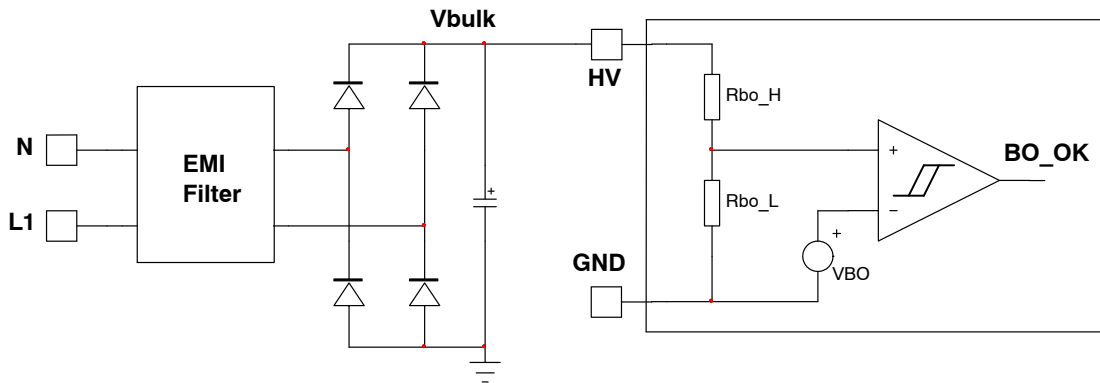 Vbulk
HV
Rbo_H
N
EMI
Filter
+
BO_OK
L1
+
Rbo_L
−
+
GND
VBO